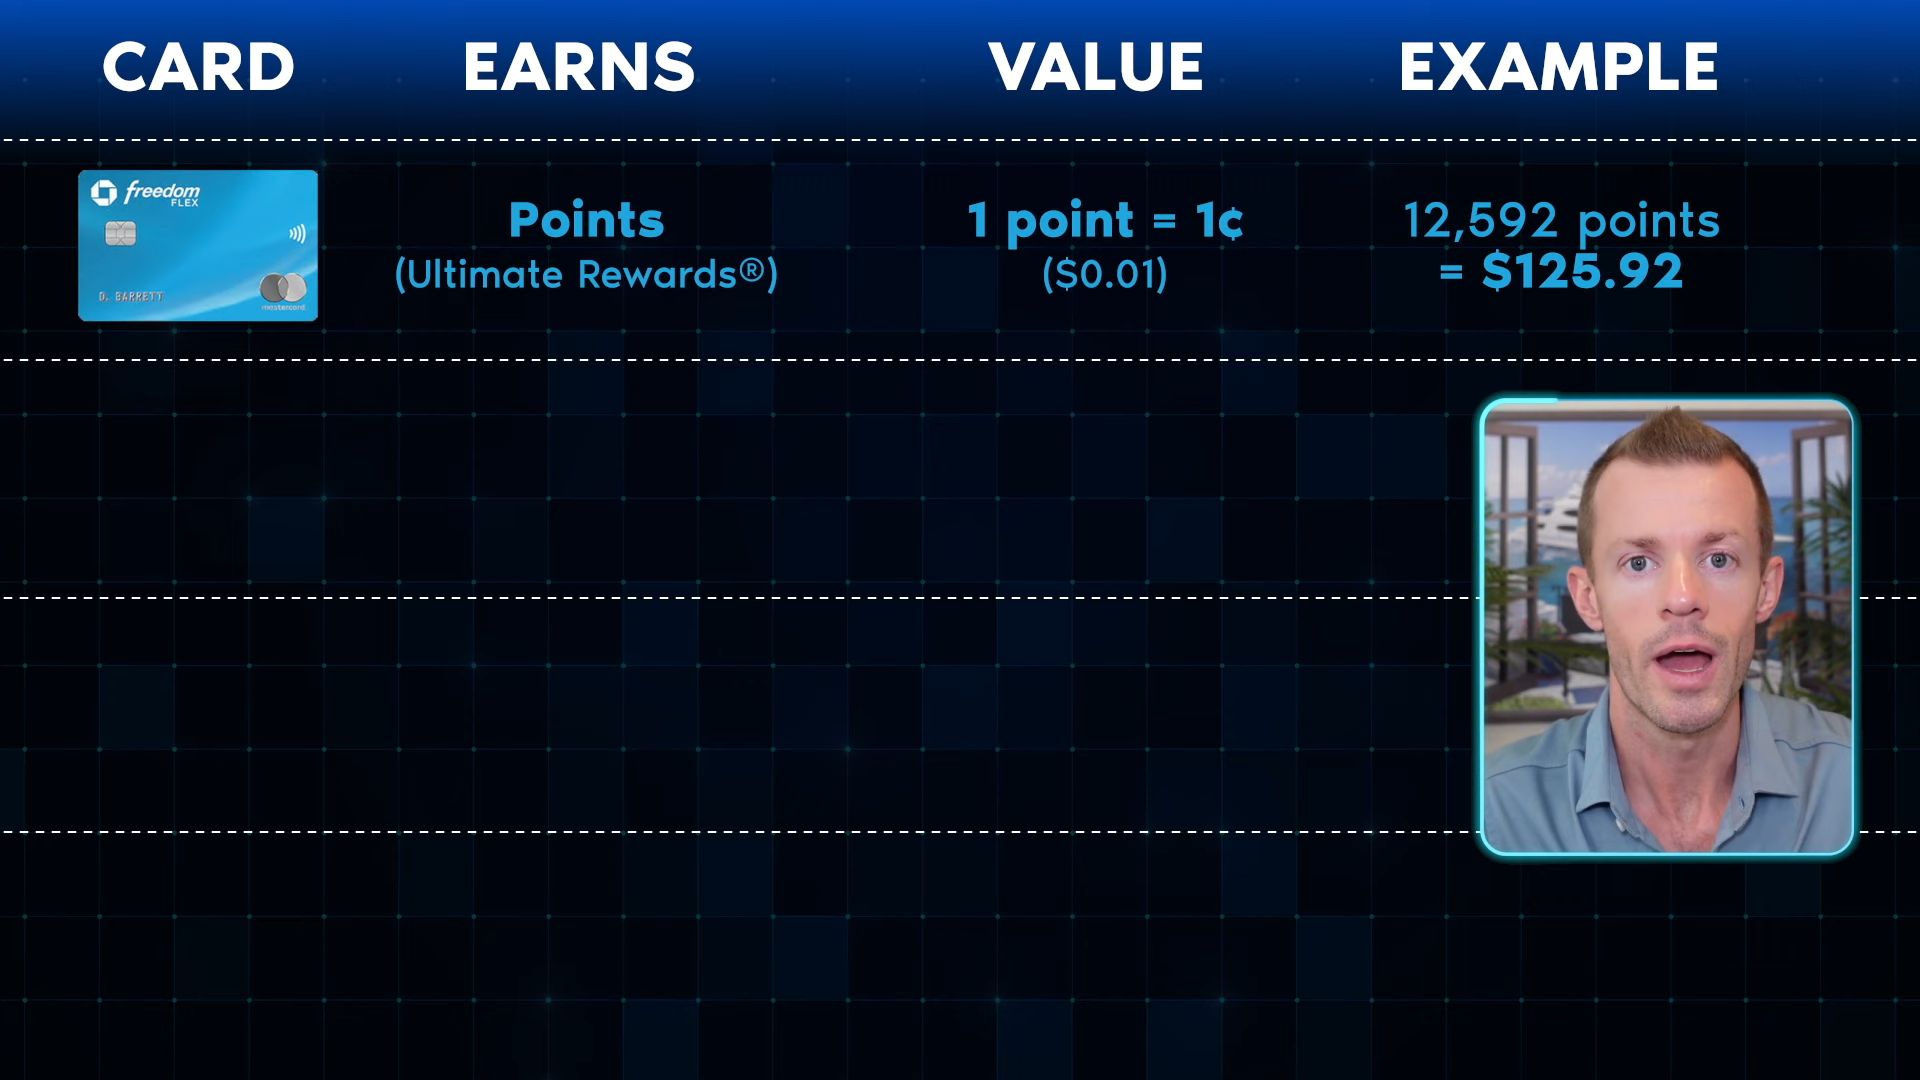 CARD EARNS VALUE EXAMPLE
freedom
FLEX
D. BARRETT
mastercard.
Points
(Ultimate Rewards®)
1 point = 1¢
($0.01)
12,592 points
= $125.92